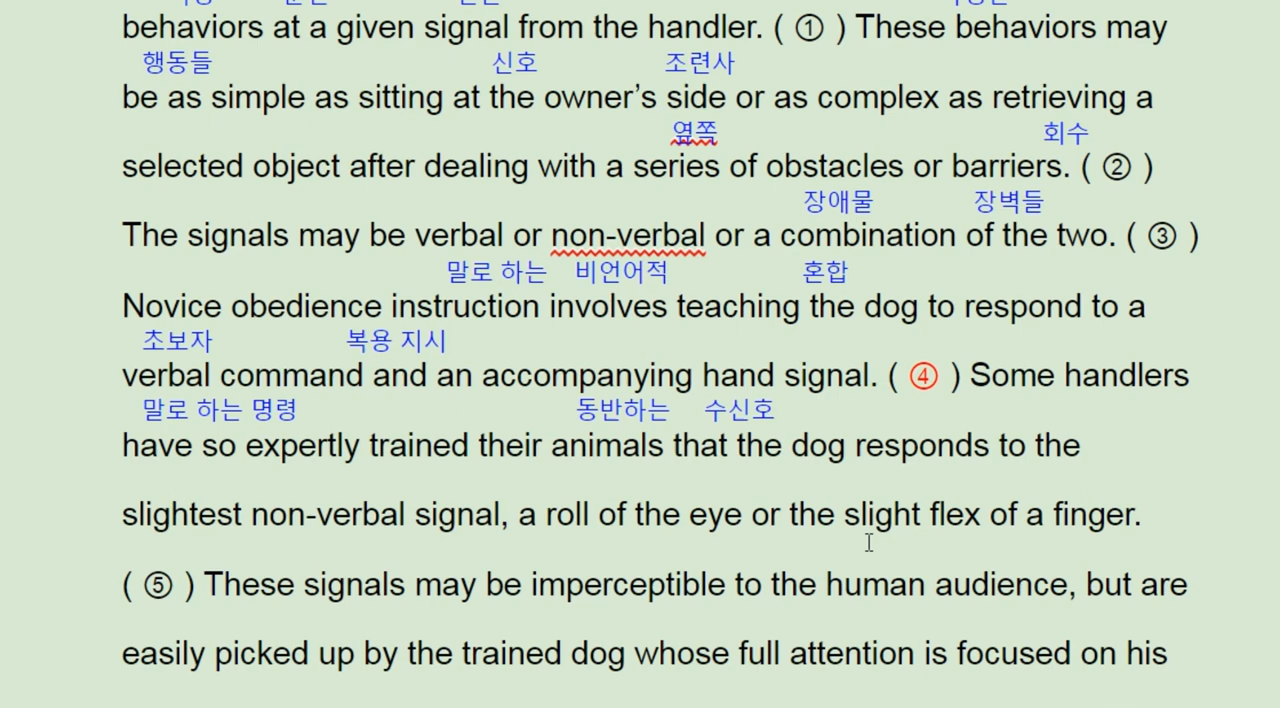 behaviors at a given signal from the handler. ( ① ) These behaviors may
행동들 신호 조련사
be as simple as sitting at the owner’s side or as complex as retrieving a
옆쪽 회수
selected object after dealing with a series of obstacles or barriers. ( ② )
장애물 장벽들
The signals may be verbal or non-verbal or a combination of the two. ( ③ )
말로 하는 비언어적 혼합
Novice obedience instruction involves teaching the dog to respond to a
초보자 복용 지시
verbal command and an accompanying hand signal. ( ④ ) Some handlers
말로 하는 명령 동반하는 수신호
have so expertly trained their animals that the dog responds to the
slightest non-verbal signal, a roll of the eye or the slight flex of a finger.
( ⑤ ) These signals may be imperceptible to the human audience, but are
easily picked up by the trained dog whose full attention is focused on his